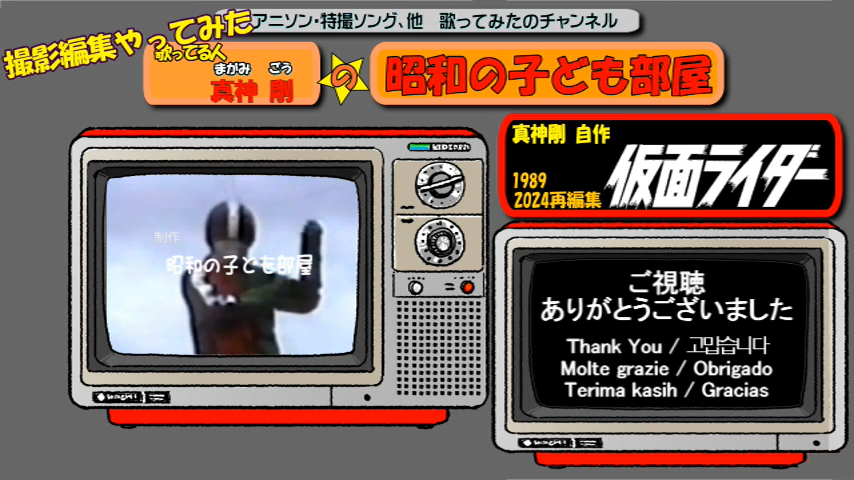 アニソン・特撮ソング、他 歌ってみたのチャンネル
撮影編集やってみた
歌ってる人
まがみ ごう
真神 剛
の
昭和の子ども部屋
真神剛 自作
仮面ライダー
1989
2024再編集
制作
昭和の子ども部屋
ご視聴
ありがとうございました
Thank You / 고맙습니다
Molte grazie / Obrigado
Terima kasih / Gracias